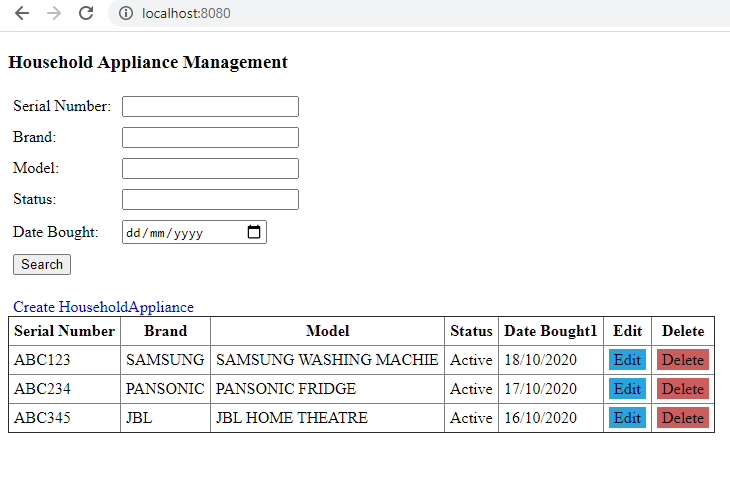 localhost:8080
Household Appliance Management
Serial Number:
Brand:
Model:
Status:
Date Bought: dd/mm/yyyy
Search
Create HouseholdAppliance
Serial Number Brand Model Status Date Bought1 Edit Delete
ABC123 SAMSUNG SAMSUNG WASHING MACHIE Active 18/10/2020 Edit Delete
ABC234 PANSONIC PANSONIC FRIDGE Active 17/10/2020 Edit Delete
ABC345 JBL JBL HOME THEATRE Active 16/10/2020 Edit Delete